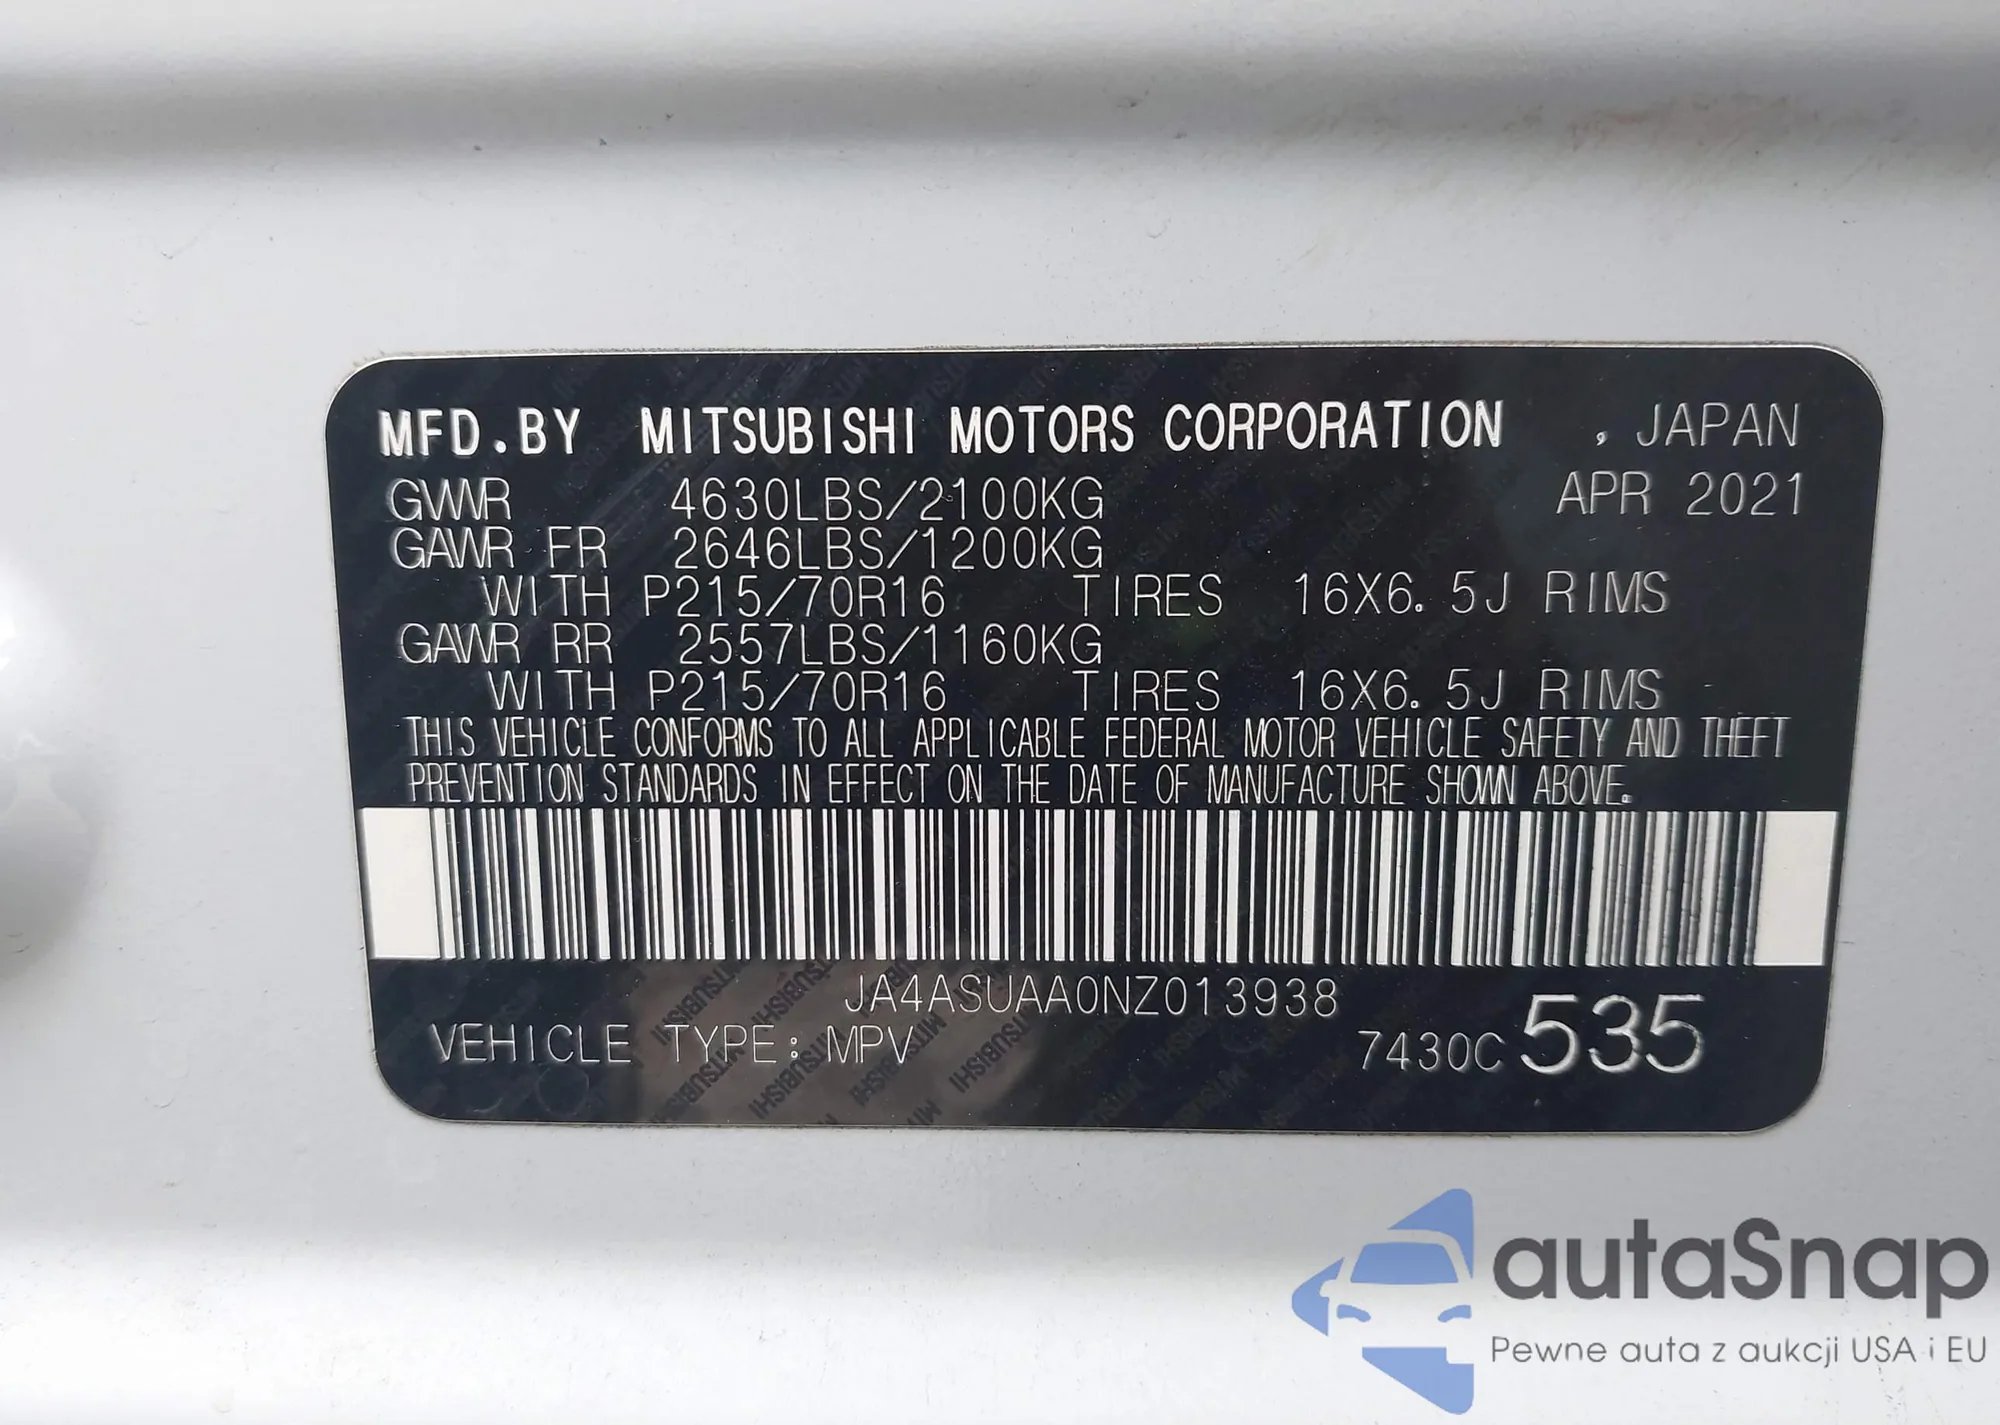 MFD.BY MITSUBISHI MOTORS CORPORATION , JAPAN
GVWR 4630LBS/2100KG APR 2021
GAWR FR 2646LBS/1200KG
WITH P215/70R16 TIRES 16X6.5J RIMS
GAWR RR 2557LBS/1160KG
WITH P215/70R16 TIRES 16X6.5J RIMS
THIS VEHICLE CONFORMS TO ALL APPLICABLE FEDERAL MOTOR VEHICLE SAFETY AND THEFT
PREVENTION STANDARDS IN EFFECT ON THE DATE OF MANUFACTURE SHOWN ABOVE.
JA4ASUAA0NZ013938
VEHICLE TYPE: MPV 7430C 535
autaSnap
Pewne auta z aukcji USA i EU